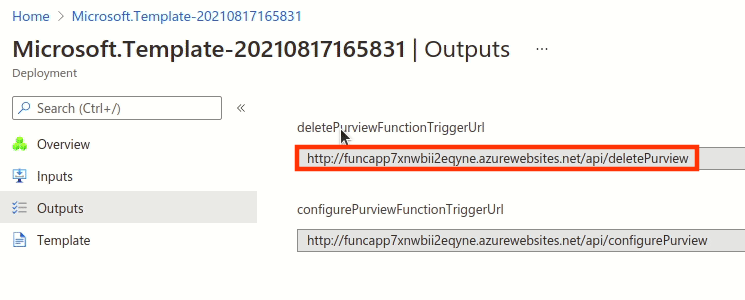 Home > Microsoft.Template-20210817165831
Microsoft.Template-20210817165831 | Outputs ...
Deployment
Search (Ctrl+/) «
Overview
Inputs
Outputs
Template
deletePurviewFunctionTriggerUrl
http://funcapp7xnwbii2eqyne.azurewebsites.net/api/deletePurview
configurePurviewFunctionTriggerUrl
http://funcapp7xnwbii2eqyne.azurewebsites.net/api/configurePurview